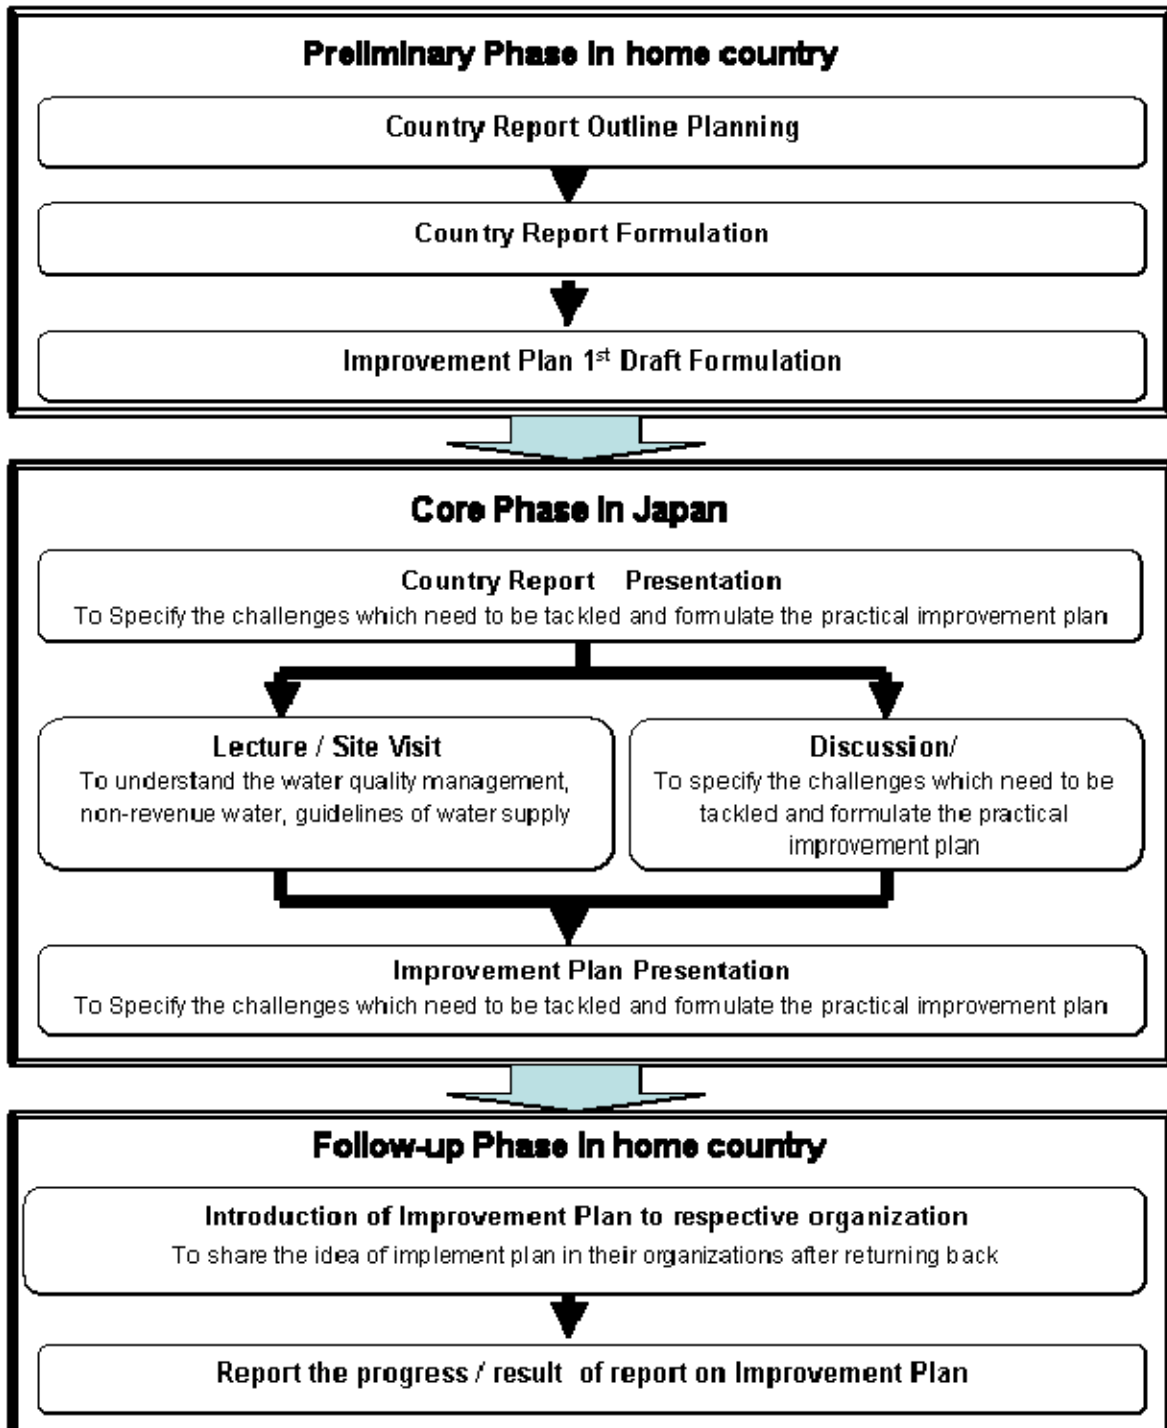 Preliminary Phase in home country
Country Report Outline Planning
Country Report Formulation
Improvement Plan 1st Draft Formulation
Core Phase in Japan
Country Report Presentation
To Specify the challenges which need to be tackled and formulate the practical improvement plan
Lecture / Site Visit
To understand the water quality management,
non-revenue water, guidelines of water supply
Discussion/
To specify the challenges which need to be
tackled and formulate the practical
improvement plan
Improvement Plan Presentation
To Specify the challenges which need to be tackled and formulate the practical improvement plan
Follow-up Phase in home country
Introduction of Improvement Plan to respective organization
To share the idea of implement plan in their organizations after returning back
Report the progress / result of report on Improvement Plan